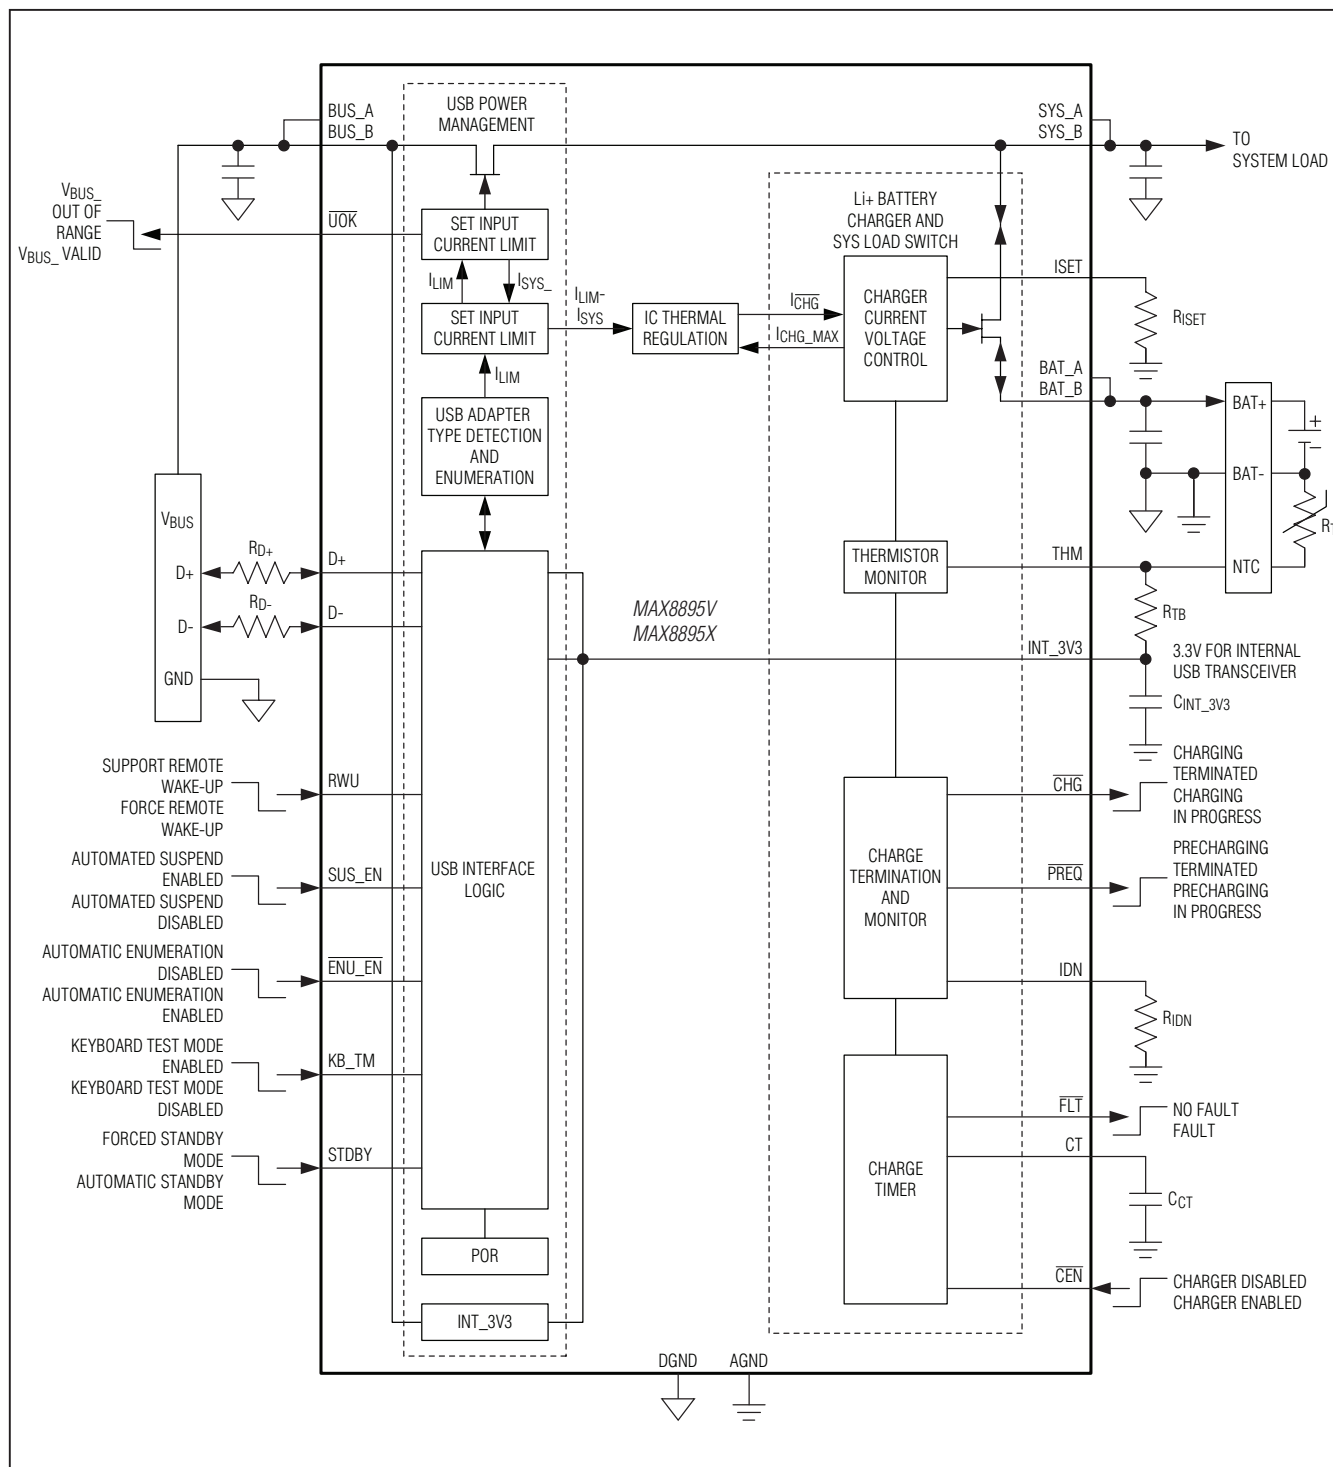 BUS_A
BUS_B
USB POWER
MANAGEMENT
SYS_A
SYS_B
TO
SYSTEM LOAD
VBUS_
OUT OF
RANGE
VBUS_ VALID
UOK
SET INPUT
CURRENT LIMIT
Li+ BATTERY
CHARGER AND
SYS LOAD SWITCH
ILIM
ISYS_
SET INPUT
CURRENT LIMIT
ILIM-
ISYS
IC THERMAL
REGULATION
ICHG
ICHG_MAX
CHARGER
CURRENT
VOLTAGE
CONTROL
ISET
RISET
ILIM
USB ADAPTER
TYPE DETECTION
AND
ENUMERATION
BAT_A
BAT_B
BAT+
+
-
BAT-
NTC
VBUS
D+
D-
GND
RD+
RD-
D+
D-
THERMISTOR
MONITOR
THM
RTB
MAX8895V
MAX8895X
INT_3V3
3.3V FOR INTERNAL
USB TRANSCEIVER
CINT_3V3
SUPPORT REMOTE
WAKE-UP
FORCE REMOTE
WAKE-UP
RWU
AUTOMATED SUSPEND
ENABLED
AUTOMATED SUSPEND
DISABLED
SUS_EN
AUTOMATIC ENUMERATION
DISABLED
AUTOMATIC ENUMERATION
ENABLED
ENU_EN
KEYBOARD TEST MODE
ENABLED
KEYBOARD TEST MODE
DISABLED
KB_TM
FORCED STANDBY
MODE
AUTOMATIC STANDBY
MODE
STDBY
USB INTERFACE
LOGIC
POR
INT_3V3
CHARGE
TERMINATION
AND
MONITOR
CHG
CHARGING
TERMINATED
CHARGING
IN PROGRESS
PREQ
PRECHARGING
TERMINATED
PRECHARGING
IN PROGRESS
IDN
RIDN
CHARGE
TIMER
FLT
NO FAULT
FAULT
CT
CCT
CEN
CHARGER DISABLED
CHARGER ENABLED
DGND
AGND